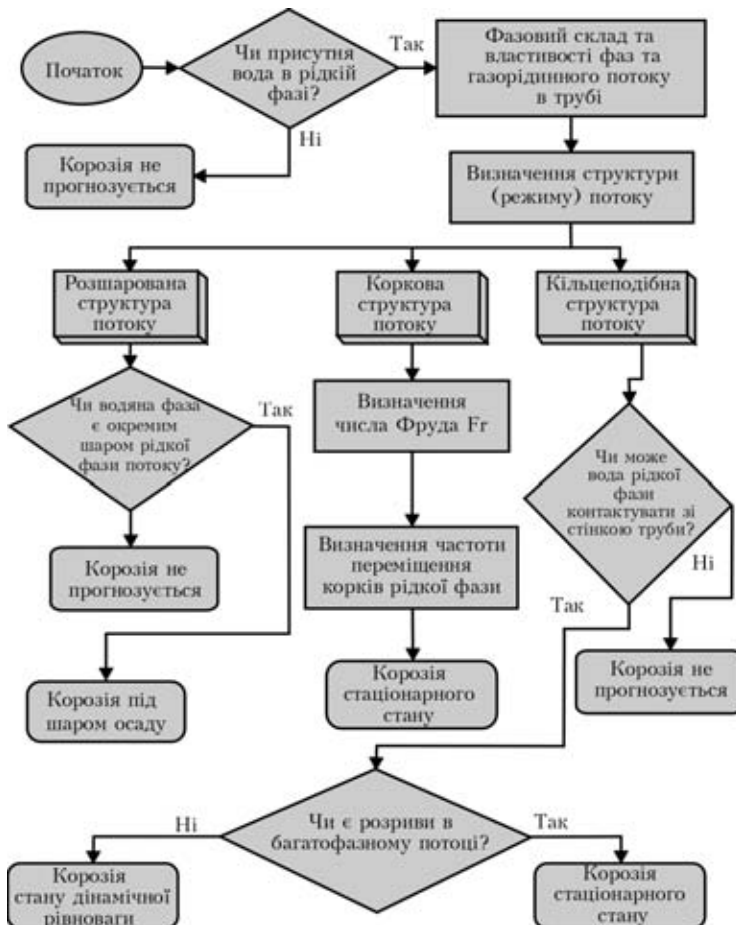 Початок
Чи присутня
вода в рідкій
фазі?
Так
Фазовий склад та
властивості фаз та
газорідинного потоку
в трубі
Ні
Корозія не
прогнозується
Визначення структури
(режиму) потоку
Розшарована
структура
потоку
Коркова
структура
потоку
Кільцеподібна
структура
потоку
Чи водяна фаза
є окремим
шаром рідкої
фази потоку?
Так
Визначення
числа Фруда Fr
Чи може
вода рідкої
фази
контактувати зі
стінкою труби?
Корозія не
прогнозується
Визначення частоти
переміщення
корків рідкої фази
Ні
Так
Корозія під
шаром осаду
Корозія
стаціонарного
стану
Корозія не
прогнозується
Чи є розриви в
багатофазному потоці?
Ні
Так
Корозія
стану дінамічної
рівноваги
Корозія
стаціонарного
стану